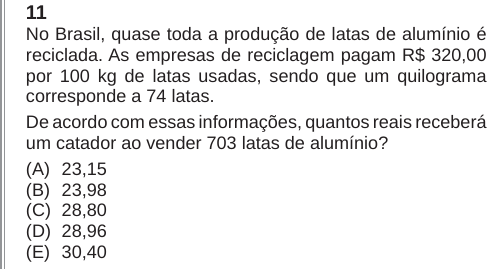 11
No Brasil, quase toda a produção de latas de alumínio é
reciclada. As empresas de reciclagem pagam R$ 320,00
por 100 kg de latas usadas, sendo que um quilograma
corresponde a 74 latas.
De acordo com essas informações, quantos reais receberá
um catador ao vender 703 latas de alumínio?
(A) 23,15
(B) 23,98
(C) 28,80
(D) 28,96
(E) 30,40